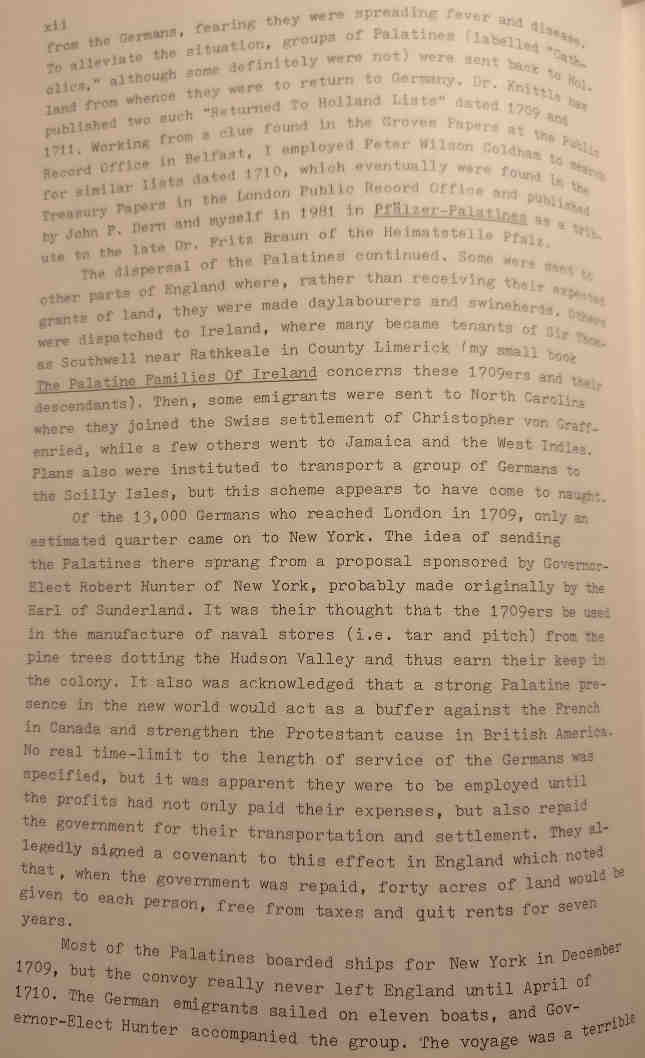 xii
from the Germans, fearing they were spreading fever and disease.
To alleviate the situation, groups of Palatines (labelled "Cath-
olics," although some definitely were not) were sent back to Hol-
land from whence they were to return to Germany. Dr. Knittle has
published two such "Returned To Holland Lists" dated 1709 and
1711. Working from a clue found in the Groves Papers at the Public
Record Office in Belfast, I employed Peter Wilson Coldham to search
for similar lists dated 1710, which eventually were found in the
Treasury Papers in the London Public Record Office and published
by John P. Dern and myself in 1981 in Pfälzer-Palatines as a trib-
ute to the late Dr. Fritz Braun of the Heimatstelle Pfalz.
The dispersal of the Palatines continued. Some were sent to
other parts of England where, rather than receiving their expected
grants of land, they were made daylabourers and swineherds. Others
were dispatched to Ireland, where many became tenants of Sir Thom-
as Southwell near Rathkeale in County Limerick (my small book
The Palatine Families Of Ireland concerns these 1709ers and their
descendants). Then, some emigrants were sent to North Carolina
where they joined the Swiss settlement of Christopher von Graff-
enried, while a few others went to Jamaica and the West Indies.
Plans also were instituted to transport a group of Germans to
the Scilly Isles, but this scheme appears to have come to naught.
Of the 13,000 Germans who reached London in 1709, only an
estimated quarter came on to New York. The idea of sending
the Palatines there sprang from a proposal sponsored by Governor-
Elect Robert Hunter of New York, probably made originally by the
Earl of Sunderland. It was their thought that the 1709ers be used
in the manufacture of naval stores (i.e. tar and pitch) from the
pine trees dotting the Hudson Valley and thus earn their keep in
the colony. It also was acknowledged that a strong Palatine pre-
sence in the new world would act as a buffer against the French
in Canada and strengthen the Protestant cause in British America.
No real time-limit to the length of service of the Germans was
specified, but it was apparent they were to be employed until
the profits had not only paid their expenses, but also repaid
the government for their transportation and settlement. They al-
legedly signed a covenant to this effect in England which noted
that, when the government was repaid, forty acres of land would be
given to each person, free from taxes and quit rents for seven
years.
Most of the Palatines boarded ships for New York in December
1709, but the convoy really never left England until April of
1710. The German emigrants sailed on eleven boats, and Gov-
ernor-Elect Hunter accompanied the group. The voyage was a terrible